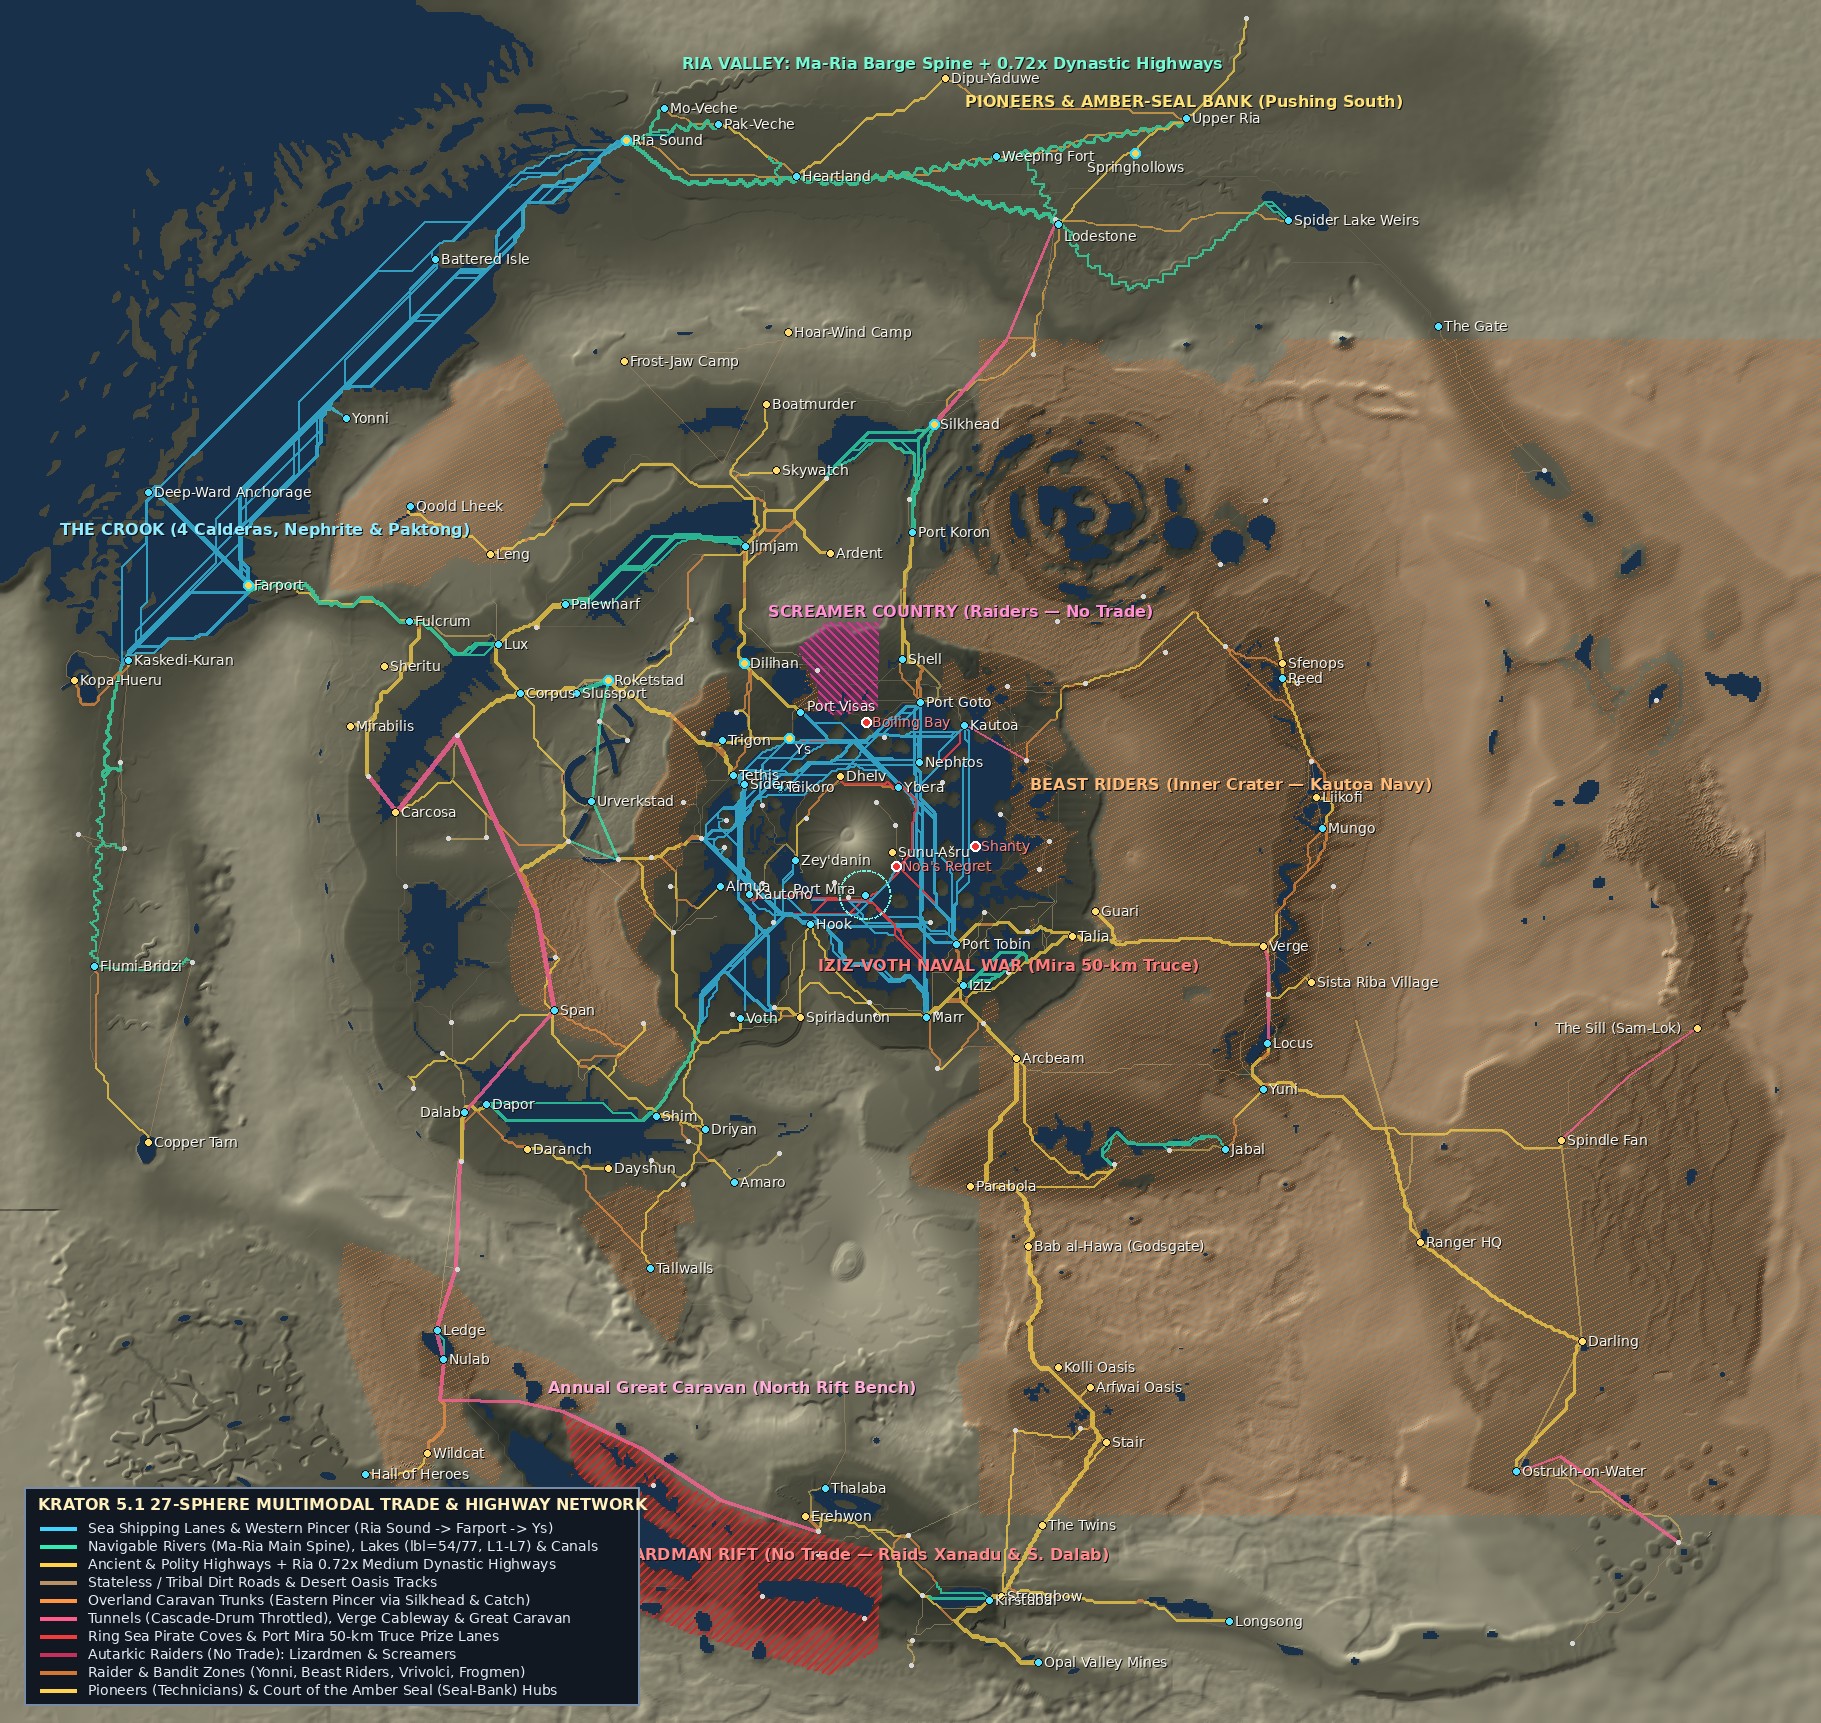 RIA VALLEY: Ma-Ria Barge Spine + 0.72x Dynastic Highways
Dipu-Yaduwe
PIONEERS & AMBER-SEAL BANK (Pushing South)
Mo-Veche
Pak-Veche
Upper Ria
Ria Sound
Weeping Fort
Springhollows
Heartland
Spider Lake Weirs
Lodestone
Battered Isle
The Gate
Hoar-Wind Camp
Frost-Jaw Camp
Boatmurder
Yonni
Silkhead
Skywatch
Deep-Ward Anchorage
Qoold Lheek
THE CROOK (4 Calderas, Nephrite & Paktong)
Port Koron
Leng
Jimjam
Ardent
Farport
Palewharf
SCREAMER COUNTRY (Raiders — No Trade)
Fulcrum
Lux
Kaskedi-Kuran
Sheritu
Dilihan
Shell
Sfenops
Kopa-Hueru
Roketstad
Reed
Corpus
Slussport
Port Visas
Port Goto
Mirabilis
Boiling Bay
Kautoa
Trigon
Ys
Nephtos
Tethis
Dhelv
BEAST RIDERS (Inner Crater — Kautoa Navy)
Taikoro
Ybera
Liikofi
Urverkstad
Carcosa
Mungo
Shanty
Sunu-Ašru
Zey'danin
Noa's Regret
Almua
Port Mira
Kautono
Guari
Hook
Talia
Port Tobin
Verge
Flumi-Bridzi
IZIZ-VOTH NAVAL WAR (Mira 50-km Truce)
Iziz
Sista Riba Village
Span
Voth
Spirladunon
Marr
The Sill (Sam-Lok)
Locus
Arcbeam
Yuni
Dapor
Dalab
Shim
Driyan
Copper Tarn
Daranch
Jabal
Spindle Fan
Dayshun
Amaro
Parabola
Bab al-Hawa (Godsgate)
Ranger HQ
Tallwalls
Ledge
Darling
Nulab
Kolli Oasis
Annual Great Caravan (North Rift Bench)
Arfwai Oasis
Stair
Wildcat
Hall of Heroes
Ostrukh-on-Water
Thalaba
Erehwon
The Twins
ARDMAN RIFT (No Trade — Raids Xanadu & S. Dalab)
Strongbow
Longsong
Opal Valley Mines
KRATOR 5.1 27-SPHERE MULTIMODAL TRADE & HIGHWAY NETWORK
Sea Shipping Lanes & Western Pincer (Ria Sound -> Farport -> Ys)
Navigable Rivers (Ma-Ria Main Spine), Lakes (lbl=54/77, L1-L7) & Canals
Ancient & Polity Highways + Ria 0.72x Medium Dynastic Highways
Stateless / Tribal Dirt Roads & Desert Oasis Tracks
Overland Caravan Trunks (Eastern Pincer via Silkhead & Catch)
Tunnels (Cascade-Drum Throttled), Verge Cableway & Great Caravan
Ring Sea Pirate Coves & Port Mira 50-km Truce Prize Lanes
Autarkic Raiders (No Trade): Lizardmen & Screamers
Raider & Bandit Zones (Yonni, Beast Riders, Vrivolci, Frogmen)
Pioneers (Technicians) & Court of the Amber Seal (Seal-Bank) Hubs